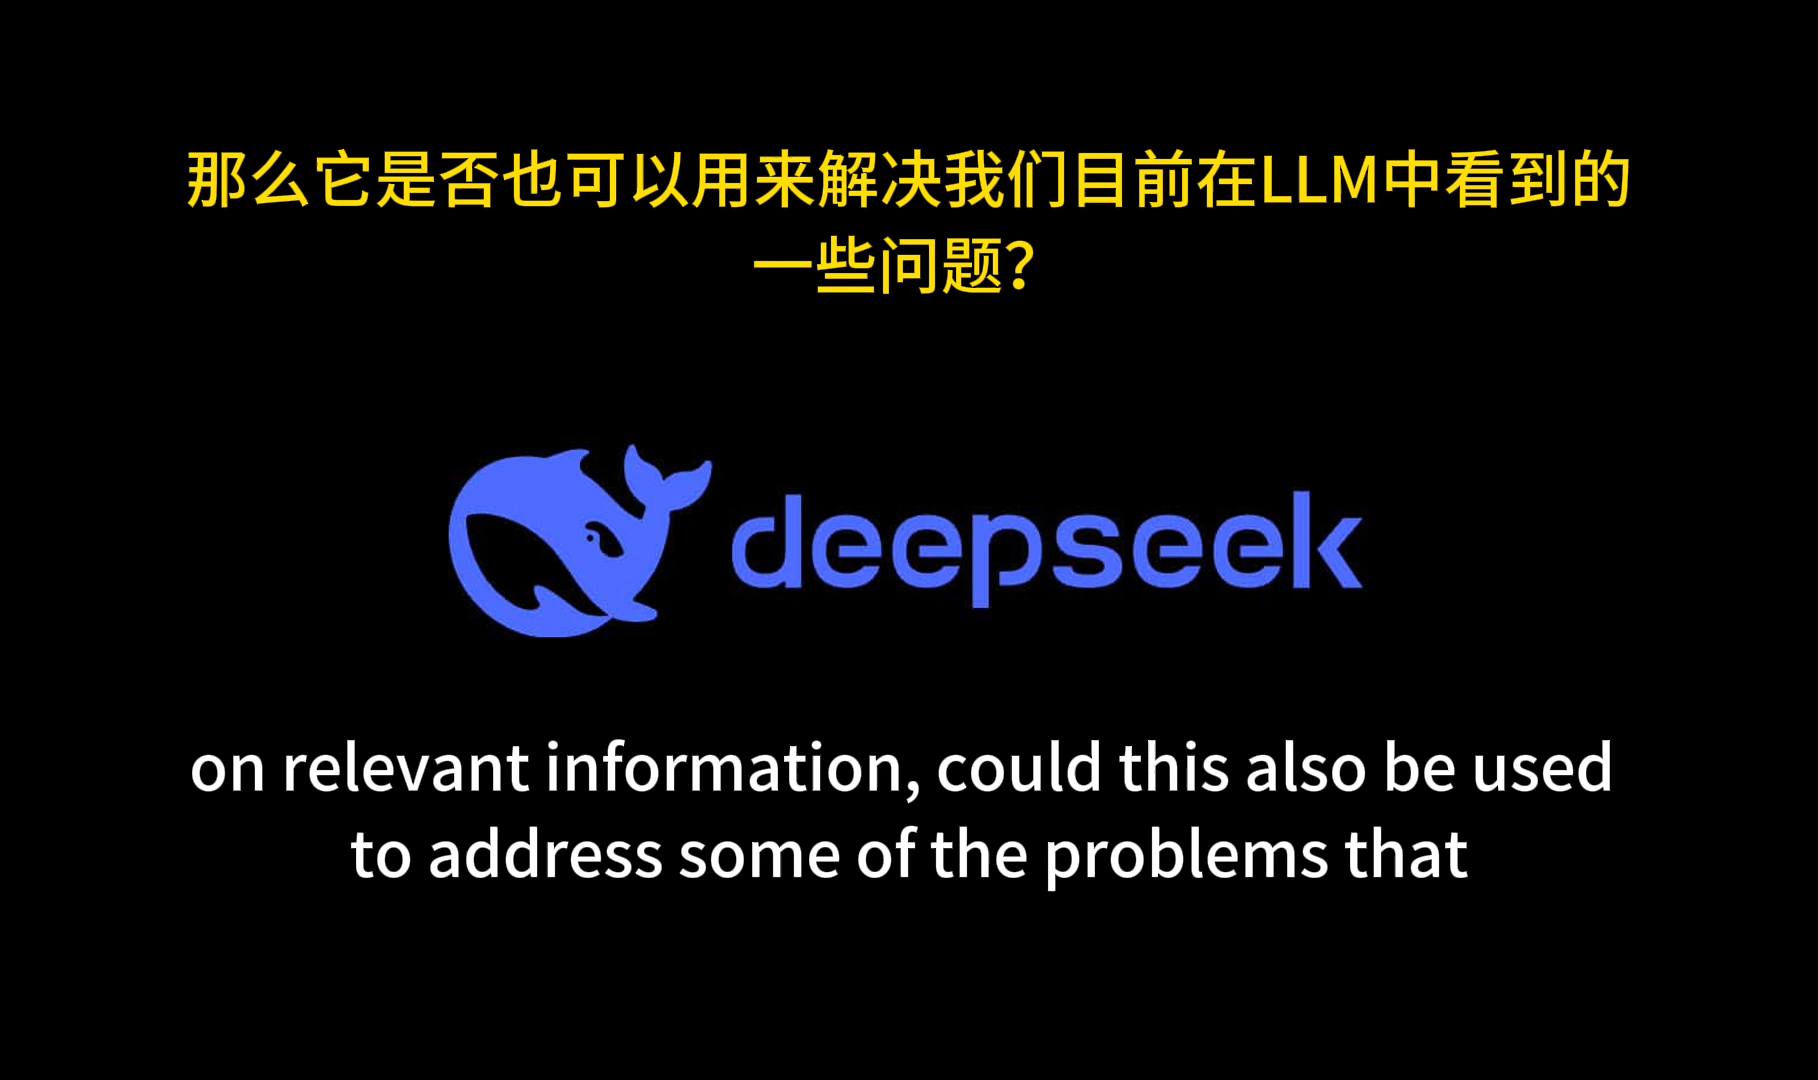 那么它是否也可以用来解决我们目前在LLM中看到的
一些问题？
deepseek
on relevant information, could this also be used
to address some of the problems that